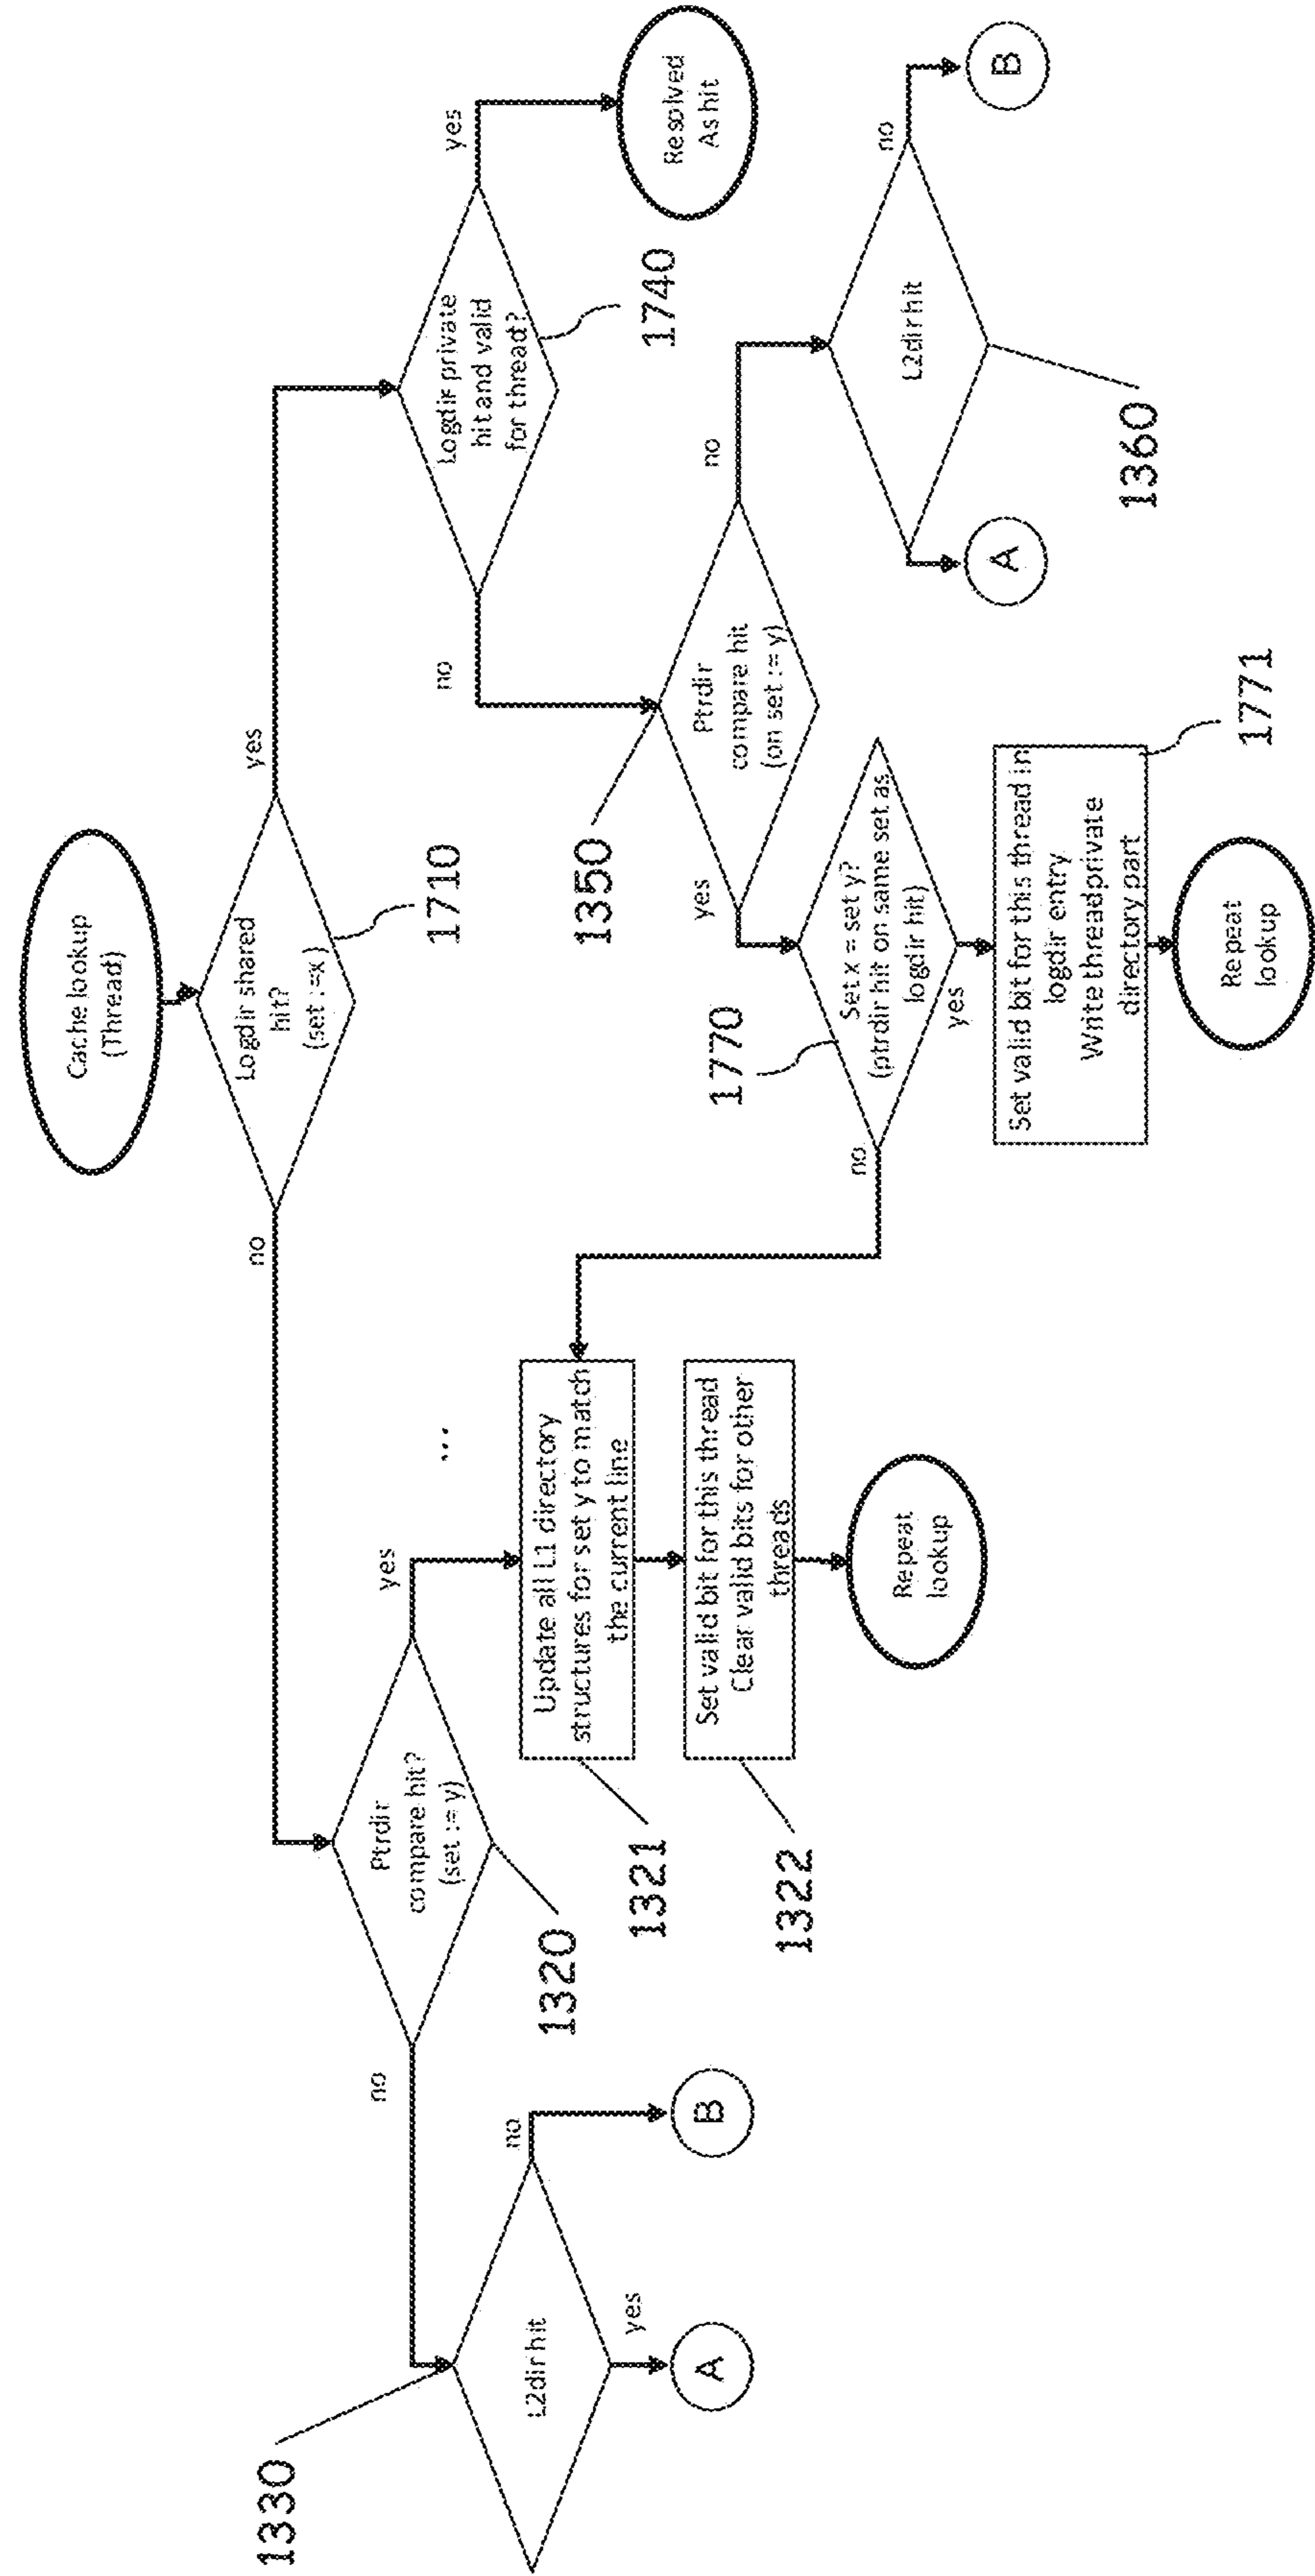 Cache lookup
(Thread)
Logdir shared
hit?
(set :=x)
1710
no
yes
Ptrdir
compare hit?
(set := y)
1320
no
yes
L2dir hit
1330
yes
no
A
B
...
Update all L1 directory
structures for set y to match
the current line
1321
Set valid bit for this thread
Clear valid bits for other
threads
1322
Repeat
lookup
Logdir private
hit and valid
for thread?
1740
no
yes
Resolved
As hit
Ptrdir
compare hit
(on set := y)
1350
yes
no
Set x = set y?
(ptrdir hit on same set as
logdir hit)
1770
no
yes
Set valid bit for this thread in
logdir entry
Write threadprivate
directory part
1771
Repeat
lookup
L2dir hit
1360
no
A
B